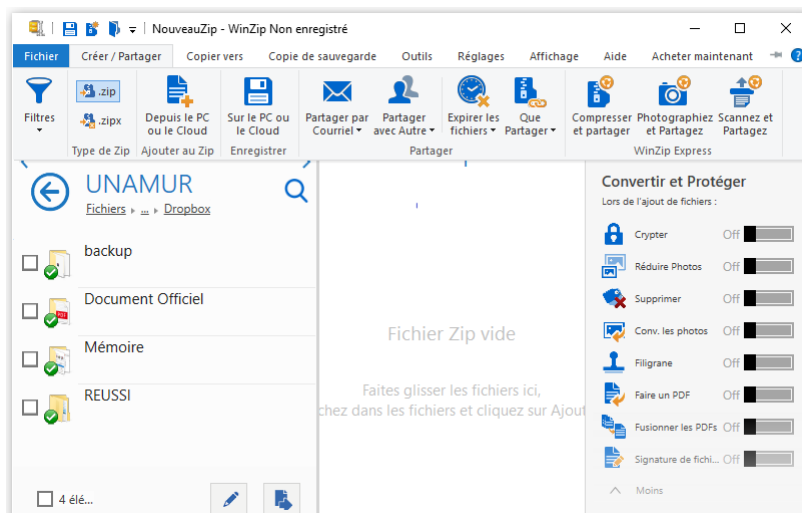 NouveauZip - WinZip Non enregistré
Fichier Créer / Partager Copier vers Copie de sauvegarde Outils Réglages Affichage Aide Acheter maintenant
Filtres
.zip
.zipx
Type de Zip
Depuis le PC
ou le Cloud
Ajouter au Zip
Sur le PC ou
le Cloud
Enregistrer
Partager par
Courriel
Partager
avec Autre
Expirer les
fichiers
Que
Partager
Partager
Compresser
et partager
Photographiez
et Partagez
Scannez et
Partagez
WinZip Express
UNAMUR
Fichiers ... Dropbox
backup
Document Officiel
Mémoire
REUSSI
4 élé...
Fichier Zip vide
Faites glisser les fichiers ici,
chez dans les fichiers et cliquez sur Ajout
Convertir et Protéger
Lors de l'ajout de fichiers :
Crypter Off
Réduire Photos Off
Supprimer Off
Conv. les photos Off
Filigrane Off
Faire un PDF Off
Fusionner les PDFs Off
Signature de fichi... Off
Moins